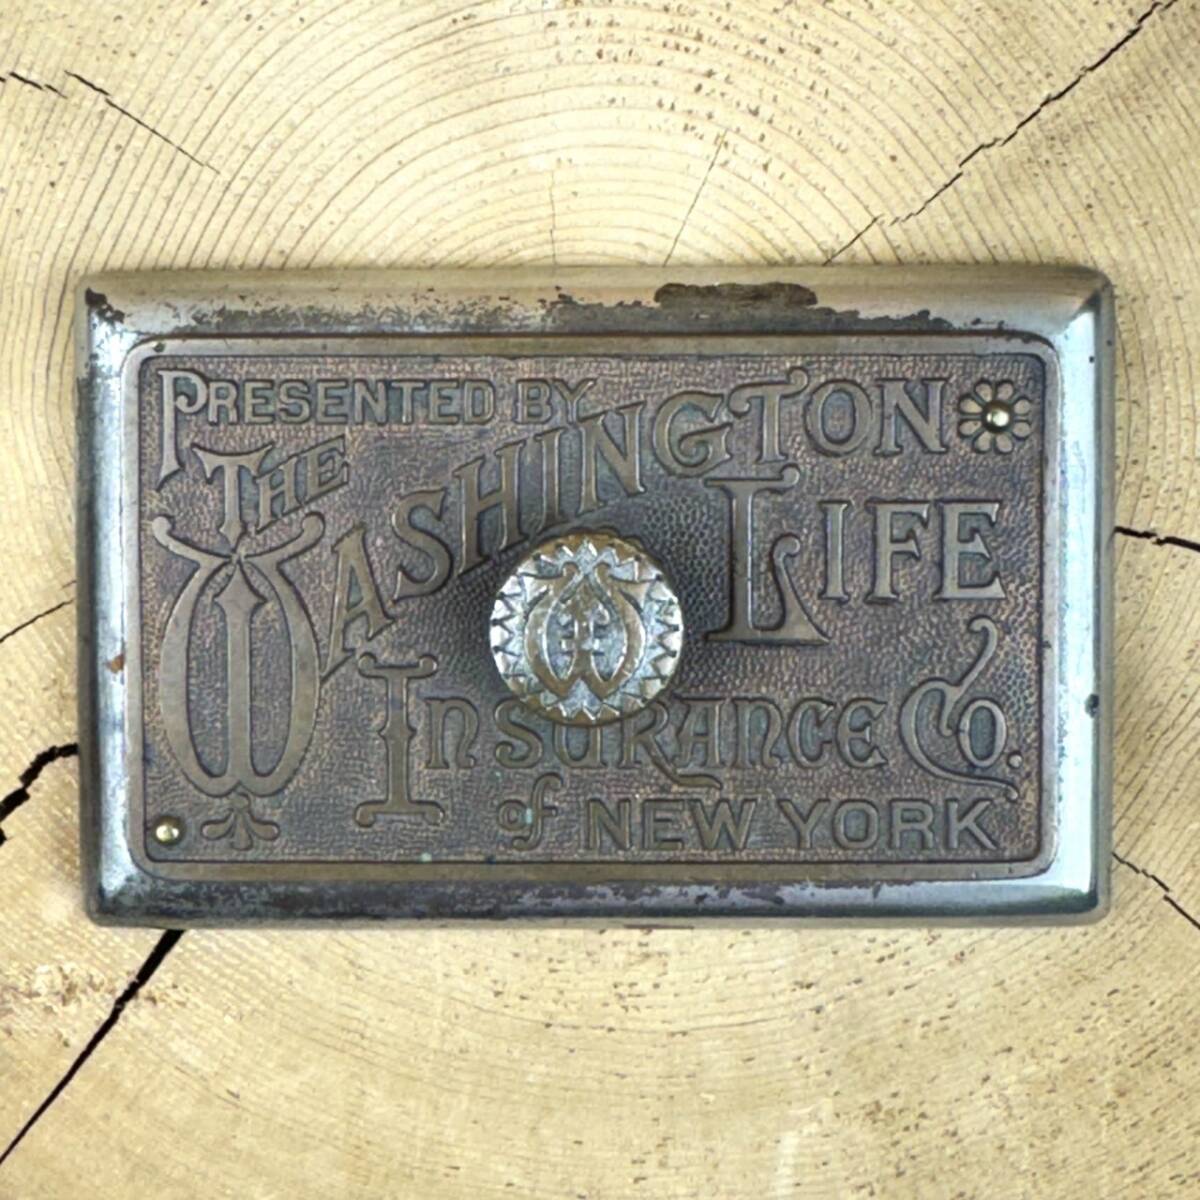 PRESENTED BY
THE WASHINGTON
LIFE
INSURANCE CO.
of NEW YORK